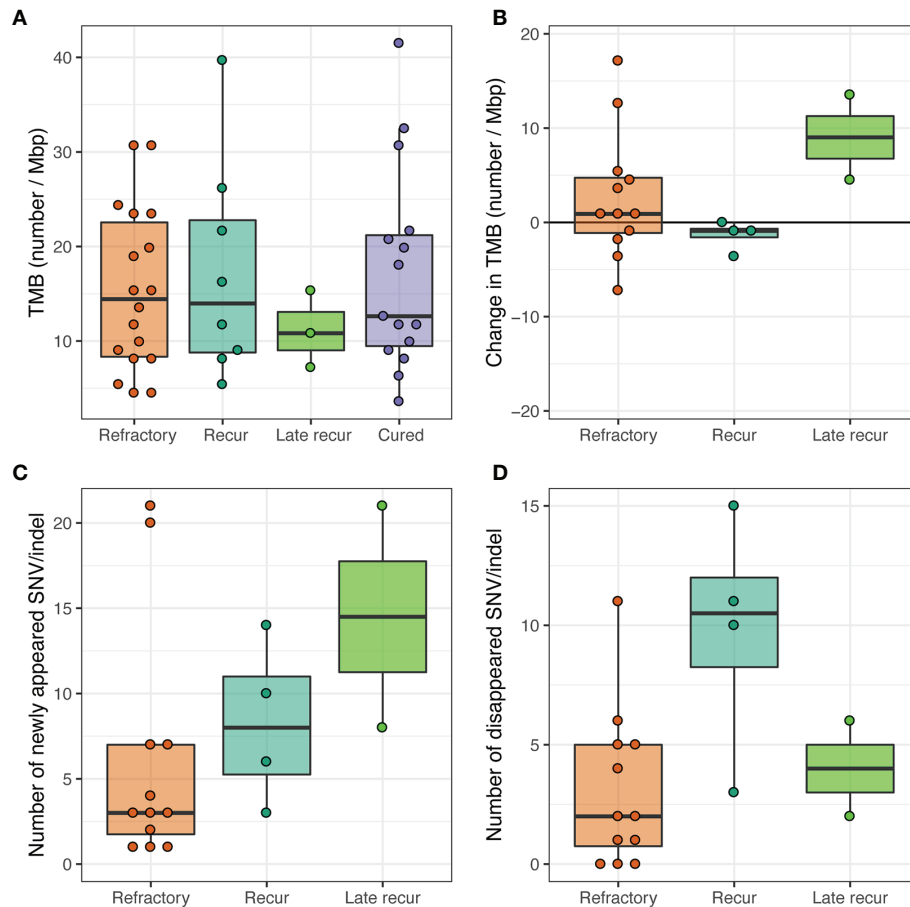 A
TMB (number / Mbp)
40
30
20
10
Refractory Recur Late recur Cured
B
Change in TMB (number / Mbp)
20
10
0
−10
−20
Refractory Recur Late recur
C
Number of newly appeared SNV/indel
20
15
10
5
0
Refractory Recur Late recur
D
Number of disappeared SNV/indel
15
10
5
0
Refractory Recur Late recur